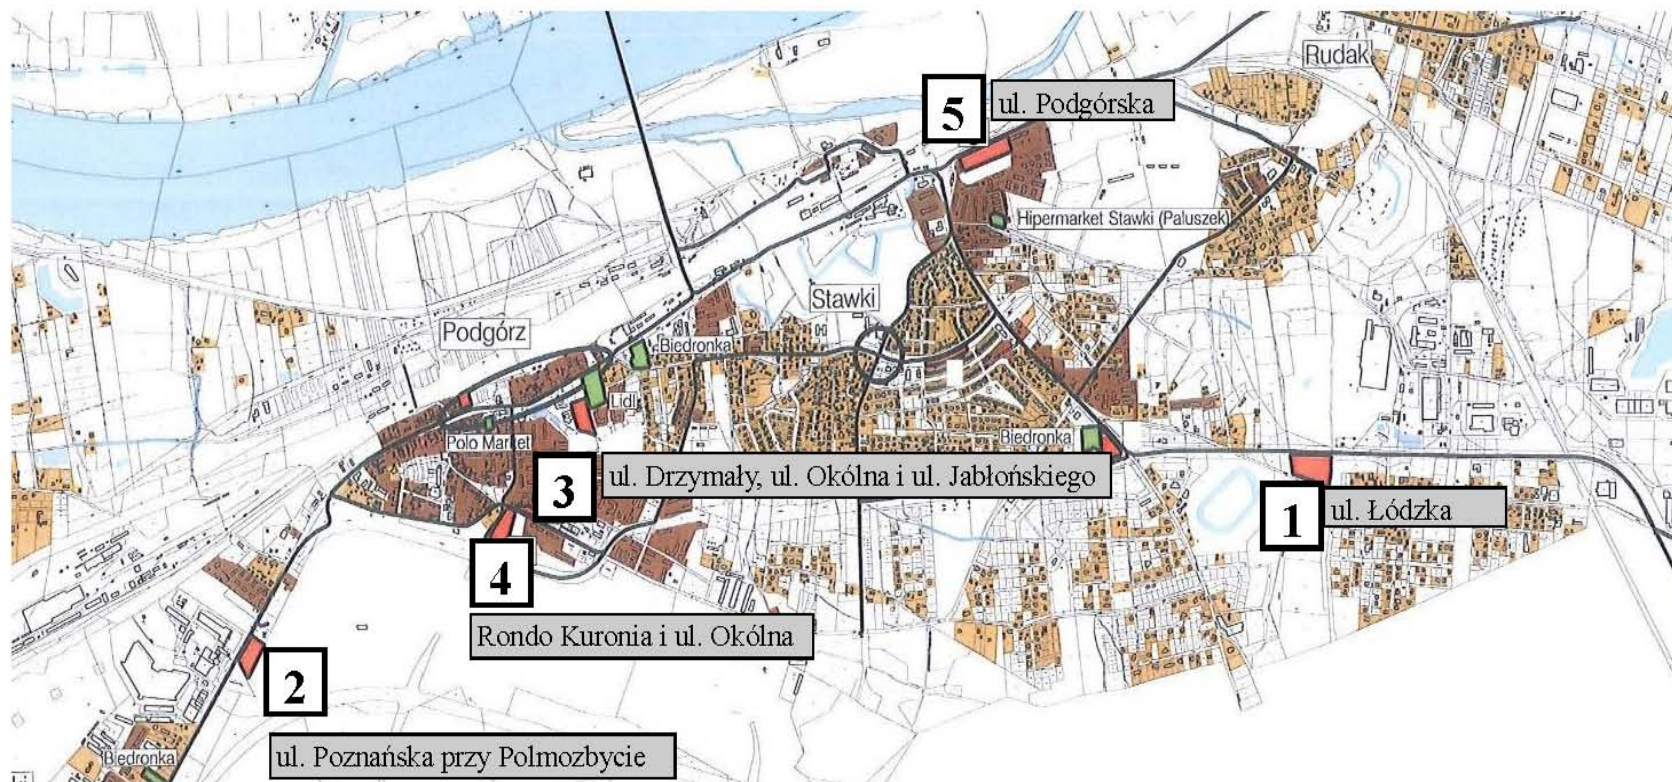 Rudak
5
ul. Podgórska
Hipermarket Stawki (Paluszek)
Stawki
Podgórz
Biedronka
Lidl
Polo Market
Biedronka
3
ul. Drzymały, ul. Okólna i ul. Jabłońskiego
1
ul. Łódzka
4
Rondo Kuronia i ul. Okólna
2
ul. Poznańska przy Polmozbycie
Biedronka